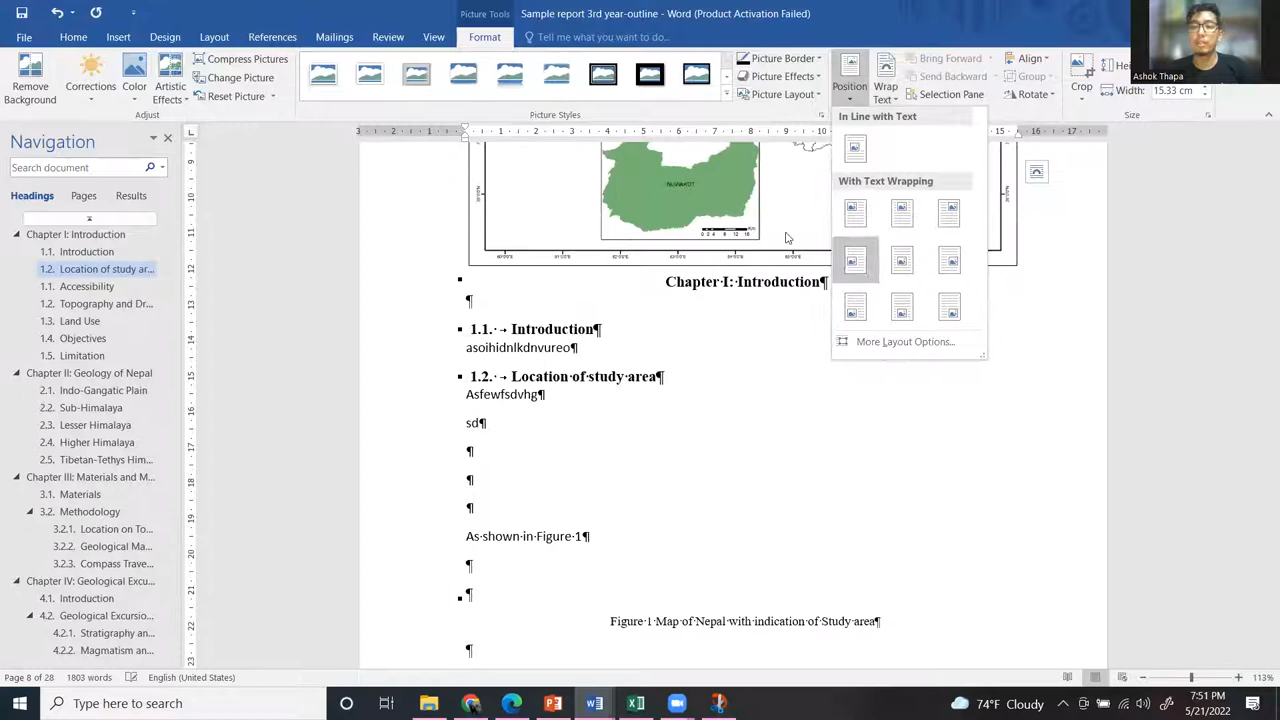 Picture Tools
Sample report 3rd year-outline - Word (Product Activation Failed)
File
Home
Insert
Design
Layout
References
Mailings
Review
View
Format
Tell me what you want to do...
Remove Background
Corrections
Color
Artistic Effects
Compress Pictures
Change Picture
Reset Picture
Adjust
Picture Styles
Picture Border
Picture Effects
Picture Layout
Position
Wrap Text
Bring Forward
Send Backward
Selection Pane
Align
Group
Rotate
Crop
Width: 15.33 cm
Size
Ashok Thapa
In Line with Text
With Text Wrapping
More Layout Options...
Navigation
Search document
Headings
Pages
Results
Chapter I: Introduction
1.1. Introduction
1.2. Location of study ar...
1.1. Accessibility
1.2. Topography and Dr...
1.3. Land Use
1.4. Objectives
1.5. Limitation
Chapter II: Geology of Nepal
2.1. Indo-Gangatic Plain
2.2. Sub-Himalaya
2.3. Lesser Himalaya
2.4. Higher Himalaya
2.5. Tibetan-Tethys Him...
Chapter III: Materials and M...
3.1. Materials
3.2. Methodology
3.2.1. Location on To...
3.2.2. Geological Ma...
3.2.3. Compass Trave...
Chapter IV: Geological Excu...
4.1. Introduction
4.2. Geological Excursio...
4.2.1. Stratigraphy an...
4.2.2. Magmatism an...
Chapter·I:·Introduction¶
¶
1.1.·→ Introduction¶
asoihidnlkdnvureo¶
1.2.·→ Location·of·study·area¶
Asfewfsdvhg¶
sd¶
¶
¶
¶
As·shown·in·Figure·1¶
¶
¶
Figure·1·Map·of·Nepal·with·indication·of·Study·area¶
¶
Page 8 of 28
1803 words
English (United States)
113%
Type here to search
74°F Cloudy
7:51 PM
5/21/2022